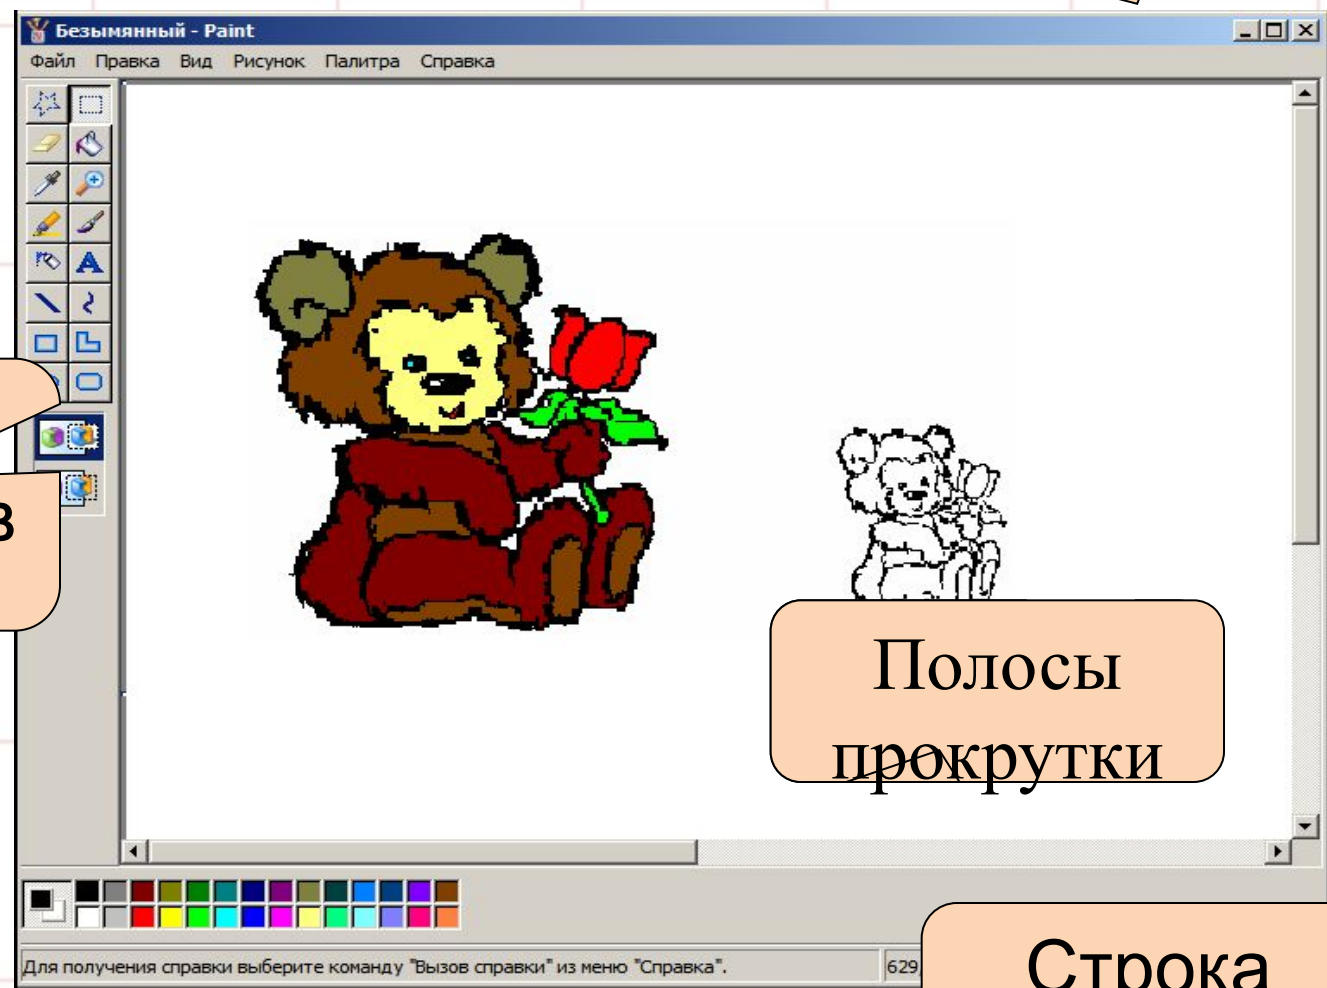 Безымянный - Paint
Файл Правка Вид Рисунок Палитра Справка
в
Полосы
прокрутки
Для получения справки выберите команду "Вызов справки" из меню "Справка".
629,
Строка